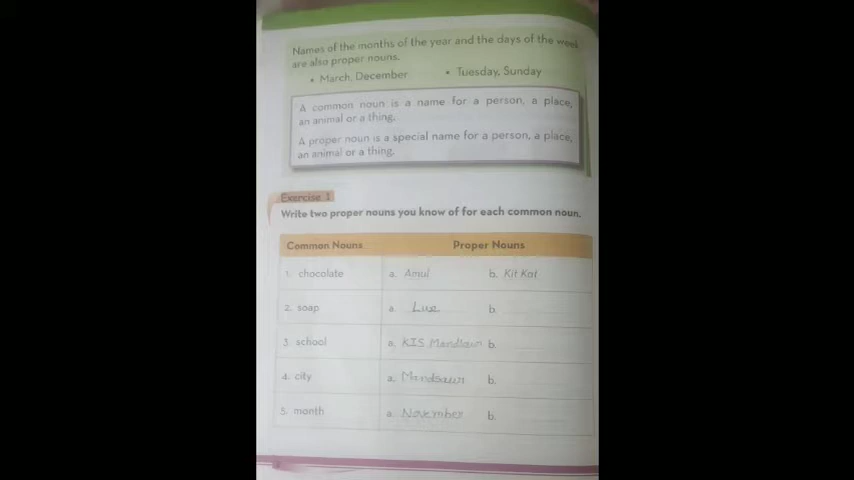 Names of the months of the year and the days of the week
are also proper nouns.
• March, December • Tuesday, Sunday
A common noun is a name for a person, a place,
an animal or a thing.
A proper noun is a special name for a person, a place,
an animal or a thing.
Exercise 1
Write two proper nouns you know of for each common noun.
Common Nouns Proper Nouns
1. chocolate a. Amul b. Kit Kat
2. soap a. b.
3. school a. KIS b.
4. city a. Mandsaur b.
5. month a. November b.